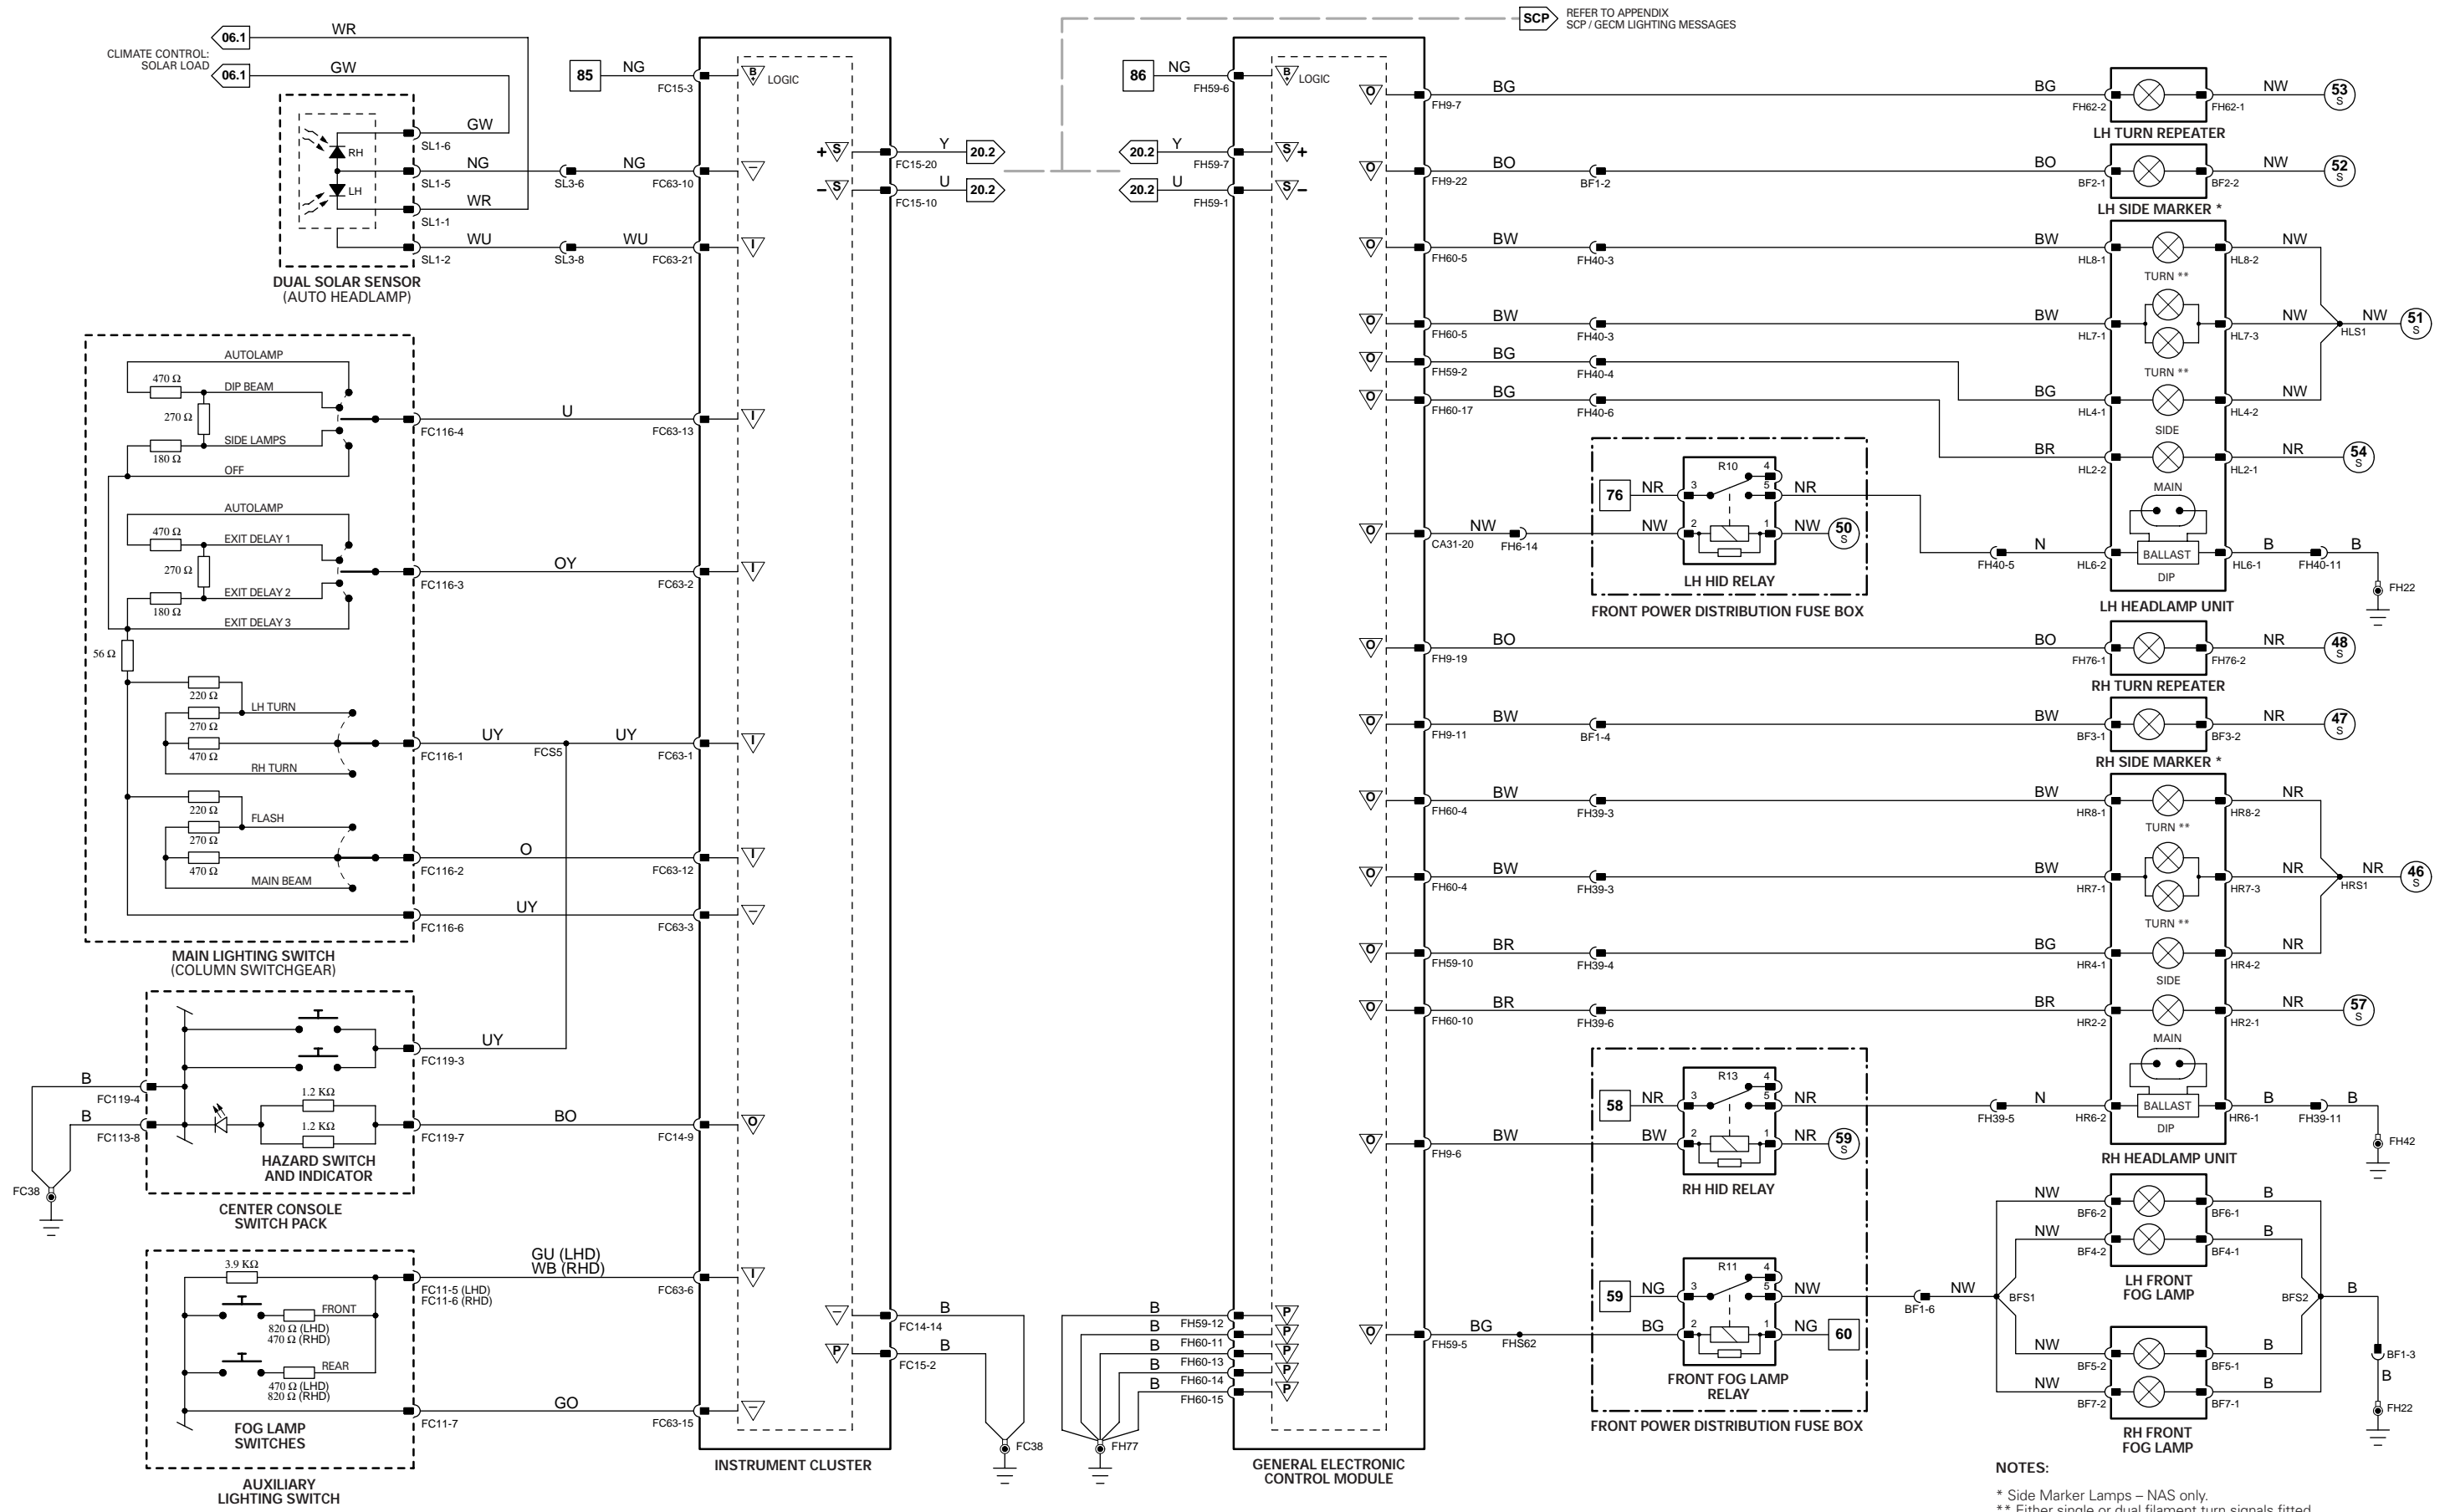 SCP
REFER TO APPENDIX
SCP / GECM LIGHTING MESSAGES
CLIMATE CONTROL:
SOLAR LOAD
06.1
WR
06.1
GW
GW
SL1-6
RH
NG
SL1-5
SL3-6
NG
FC63-10
LH
WR
SL1-1
WU
SL1-2
SL3-8
WU
FC63-21
DUAL SOLAR SENSOR
(AUTO HEADLAMP)
AUTOLAMP
470 Ω
DIP BEAM
270 Ω
SIDE LAMPS
180 Ω
OFF
FC116-4
U
FC63-13
AUTOLAMP
470 Ω
EXIT DELAY 1
270 Ω
EXIT DELAY 2
180 Ω
EXIT DELAY 3
FC116-3
OY
FC63-2
56 Ω
220 Ω
LH TURN
270 Ω
470 Ω
RH TURN
FC116-1
UY
FCS5
UY
FC63-1
220 Ω
FLASH
270 Ω
470 Ω
MAIN BEAM
FC116-2
O
FC63-12
FC116-6
UY
FC63-3
MAIN LIGHTING SWITCH
(COLUMN SWITCHGEAR)
FC119-3
UY
B
FC119-4
B
FC113-8
FC38
1.2 KΩ
1.2 KΩ
FC119-7
BO
FC14-9
HAZARD SWITCH
AND INDICATOR
CENTER CONSOLE
SWITCH PACK
3.9 KΩ
FRONT
820 Ω (LHD)
470 Ω (RHD)
REAR
470 Ω (LHD)
820 Ω (RHD)
GU (LHD)
WB (RHD)
FC11-5 (LHD)
FC11-6 (RHD)
FC63-6
FC11-7
GO
FC63-15
FOG LAMP
SWITCHES
AUXILIARY
LIGHTING SWITCH
85
NG
FC15-3
B+
LOGIC
+
S
FC15-20
Y
20.2
–
S
FC15-10
U
20.2
I
I
I
I
I
O
I
FC14-14
B
P
FC15-2
B
FC38
INSTRUMENT CLUSTER
86
NG
FH59-6
B+
LOGIC
20.2
Y
FH59-7
S
+
20.2
U
FH59-1
S
–
B
FH59-12
P
B
FH60-11
P
B
FH60-13
P
B
FH60-14
P
B
FH60-15
P
FH77
GENERAL ELECTRONIC
CONTROL MODULE
O
FH9-7
BG
BG
FH62-2
FH62-1
NW
53
S
LH TURN REPEATER
O
FH9-22
BO
BF1-2
BO
BF2-1
BF2-2
NW
52
S
LH SIDE MARKER *
O
FH60-5
BW
FH40-3
BW
HL8-1
HL8-2
NW
TURN **
O
FH60-5
BW
FH40-3
BW
HL7-1
HL7-3
NW
HLS1
NW
51
S
TURN **
O
FH59-2
BG
FH40-4
BG
HL4-1
HL4-2
NW
SIDE
O
FH60-17
BG
FH40-6
BR
HL2-2
HL2-1
NR
54
S
MAIN
76
NR
3
R10
4
5
NR
O
CA31-20
NW
FH6-14
NW
2
1
NW
50
S
LH HID RELAY
FRONT POWER DISTRIBUTION FUSE BOX
FH40-5
N
HL6-2
BALLAST
DIP
HL6-1
B
FH40-11
B
FH22
LH HEADLAMP UNIT
O
FH9-19
BO
BO
FH76-1
FH76-2
NR
48
S
RH TURN REPEATER
O
FH9-11
BW
BF1-4
BW
BF3-1
BF3-2
NR
47
S
RH SIDE MARKER *
O
FH60-4
BW
FH39-3
BW
HR8-1
HR8-2
NR
TURN **
O
FH60-4
BW
FH39-3
BW
HR7-1
HR7-3
NR
HRS1
NR
46
S
TURN **
O
FH59-10
BR
FH39-4
BG
HR4-1
HR4-2
NR
SIDE
O
FH60-10
BR
FH39-6
BR
HR2-2
HR2-1
NR
57
S
MAIN
58
NR
3
R13
4
5
NR
FH39-5
N
HR6-2
BALLAST
DIP
HR6-1
B
FH39-11
B
FH42
O
FH9-6
BW
BW
2
1
NR
59
S
RH HID RELAY
RH HEADLAMP UNIT
59
NG
3
R11
4
5
NW
BF1-6
NW
BFS1
O
FH59-5
BG
FHS62
BG
2
1
NG
60
FRONT FOG LAMP
RELAY
FRONT POWER DISTRIBUTION FUSE BOX
NW
BF6-2
BF6-1
B
NW
BF4-2
BF4-1
B
LH FRONT
FOG LAMP
BFS2
B
NW
BF5-2
BF5-1
B
NW
BF7-2
BF7-1
B
RH FRONT
FOG LAMP
BF1-3
B
FH22
NOTES:
* Side Marker Lamps – NAS only.
** Either single or dual filament turn signals fitted.